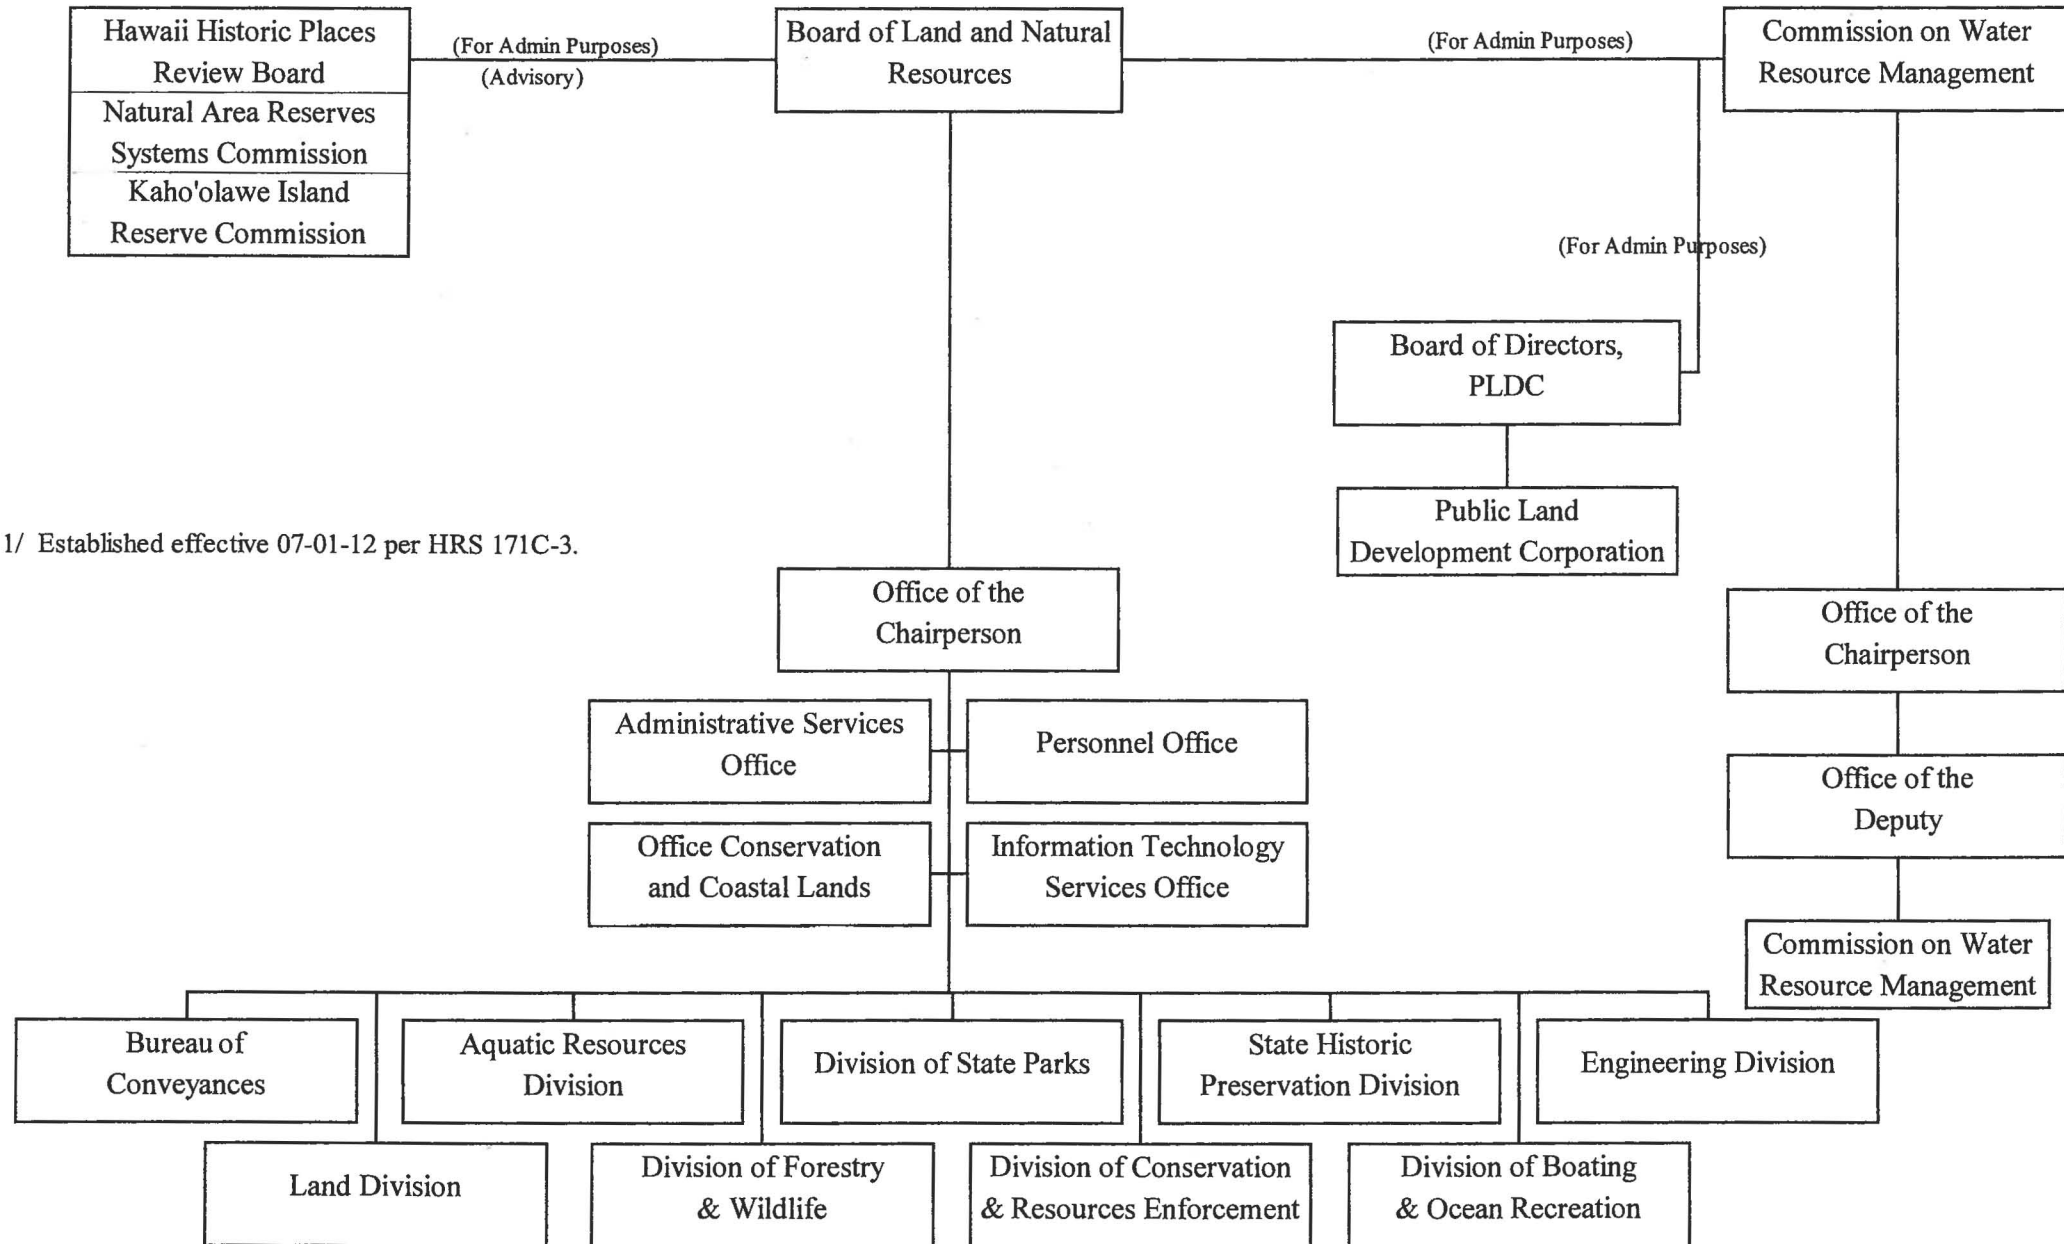 Hawaii Historic Places
Review Board
Natural Area Reserves
Systems Commission
Kaho'olawe Island
Reserve Commission
(For Admin Purposes)
(Advisory)
Board of Land and Natural
Resources
(For Admin Purposes)
Commission on Water
Resource Management
(For Admin Purposes)
Board of Directors,
PLDC
Public Land
Development Corporation
1/ Established effective 07-01-12 per HRS 171C-3.
Office of the
Chairperson
Office of the
Chairperson
Administrative Services
Office
Personnel Office
Office of the
Deputy
Office Conservation
and Coastal Lands
Information Technology
Services Office
Commission on Water
Resource Management
Bureau of
Conveyances
Aquatic Resources
Division
Division of State Parks
State Historic
Preservation Division
Engineering Division
Land Division
Division of Forestry
& Wildlife
Division of Conservation
& Resources Enforcement
Division of Boating
& Ocean Recreation